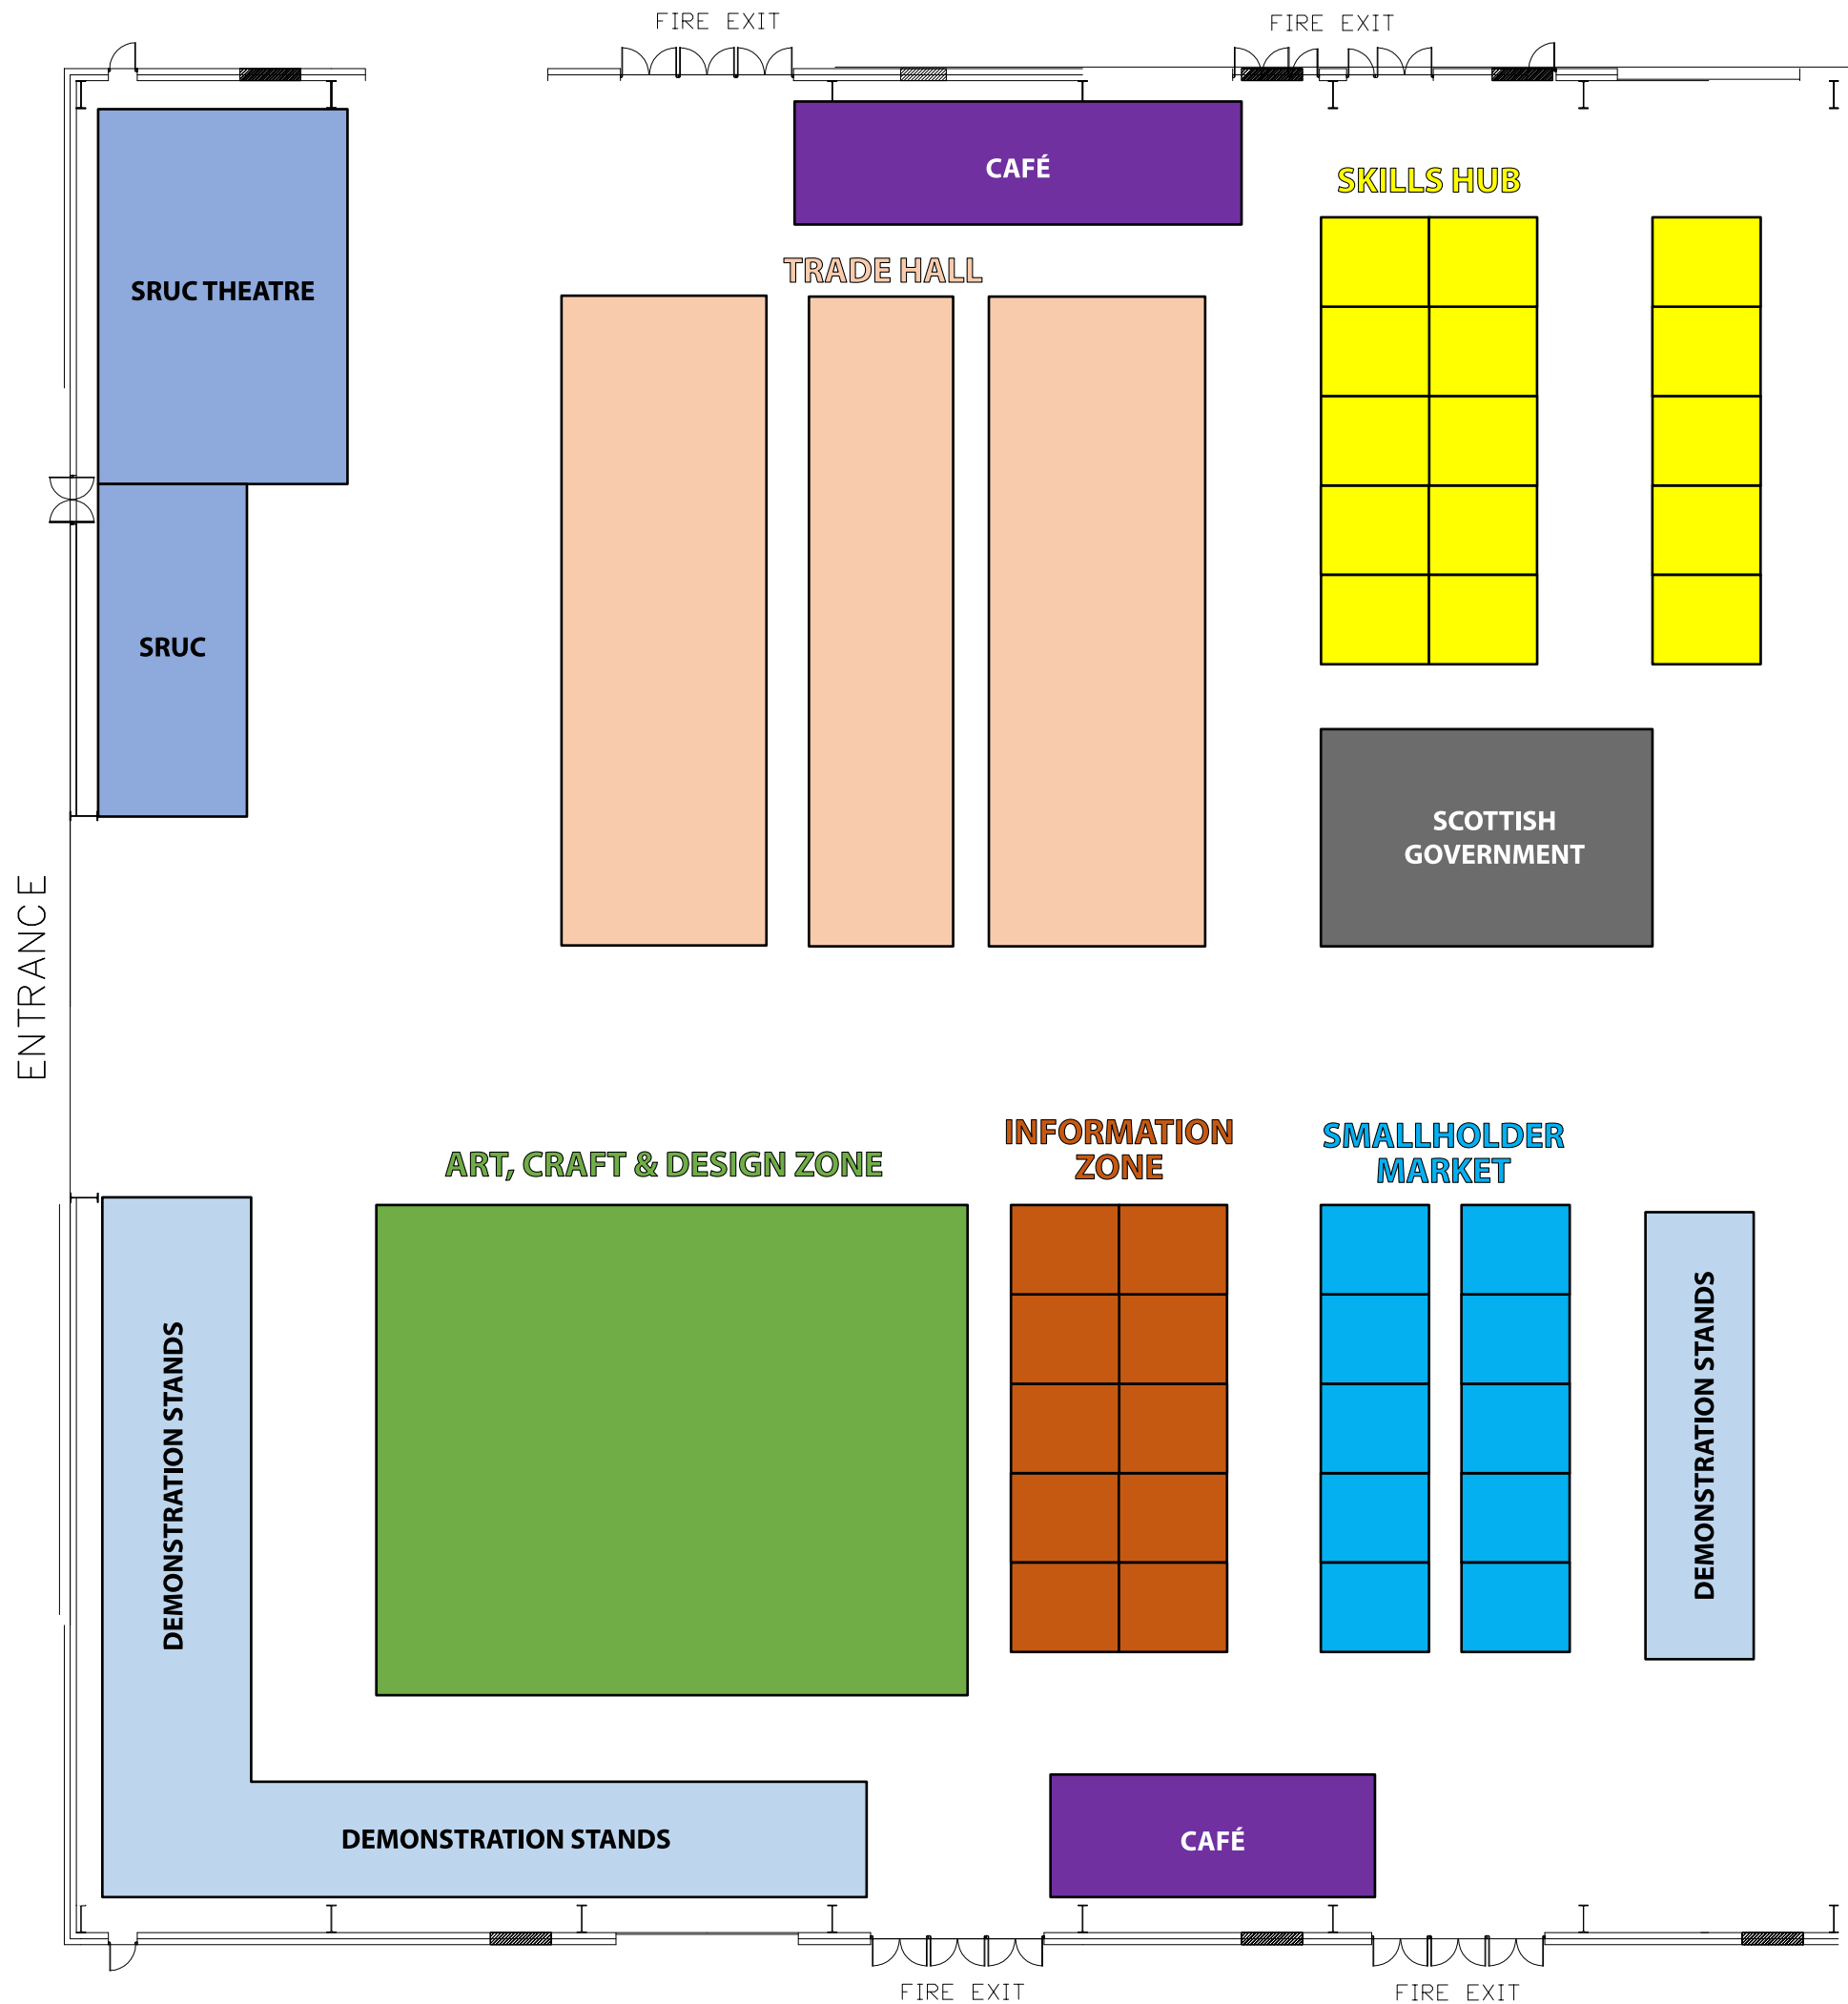 FIRE EXIT
FIRE EXIT
CAFÉ
SKILLS HUB
TRADE HALL
SRUC THEATRE
SRUC
SCOTTISH
GOVERNMENT
ENTRANCE
INFORMATION
ZONE
SMALLHOLDER
MARKET
ART, CRAFT & DESIGN ZONE
DEMONSTRATION STANDS
DEMONSTRATION STANDS
DEMONSTRATION STANDS
CAFÉ
FIRE EXIT
FIRE EXIT